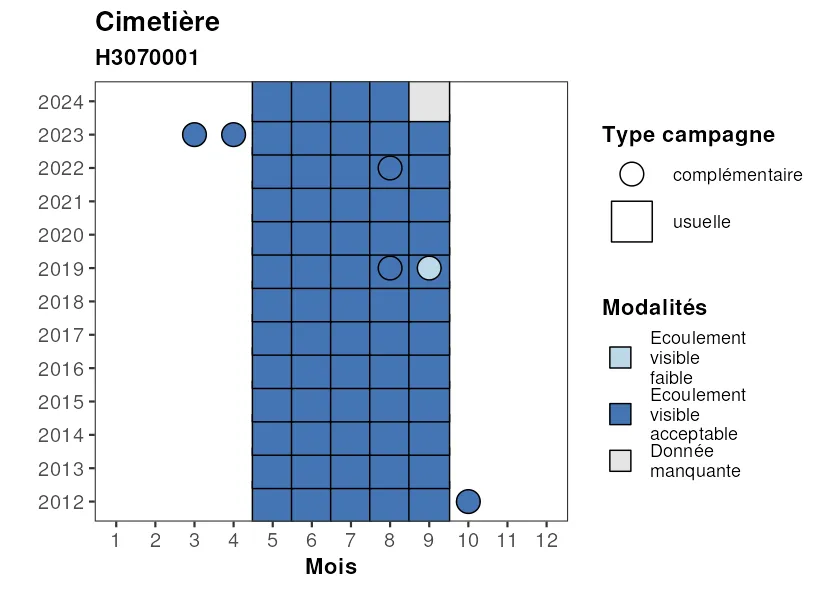 Cimetière
H3070001
2024
2023
2022
2021
2020
2019
2018
2017
2016
2015
2014
2013
2012
1 2 3 4 5 6 7 8 9 10 11 12
Mois
Type campagne
complémentaire
usuelle
Modalités
Ecoulement
visible
faible
Ecoulement
visible
acceptable
Donnée
manquante